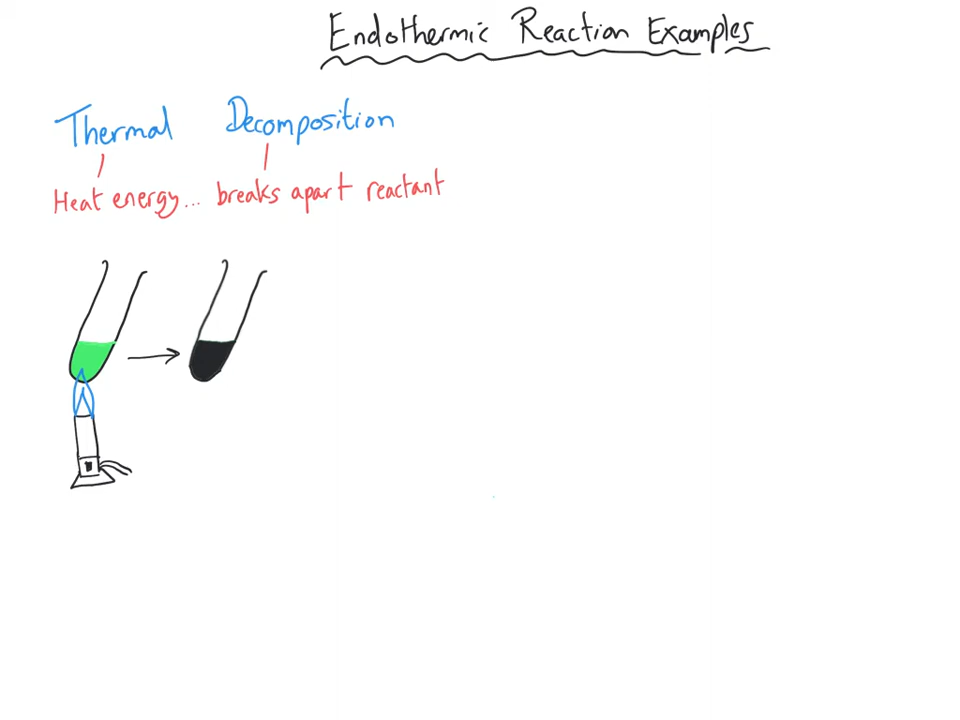 Endothermic Reaction Examples
Thermal Decomposition
Heat energy... breaks apart reactant